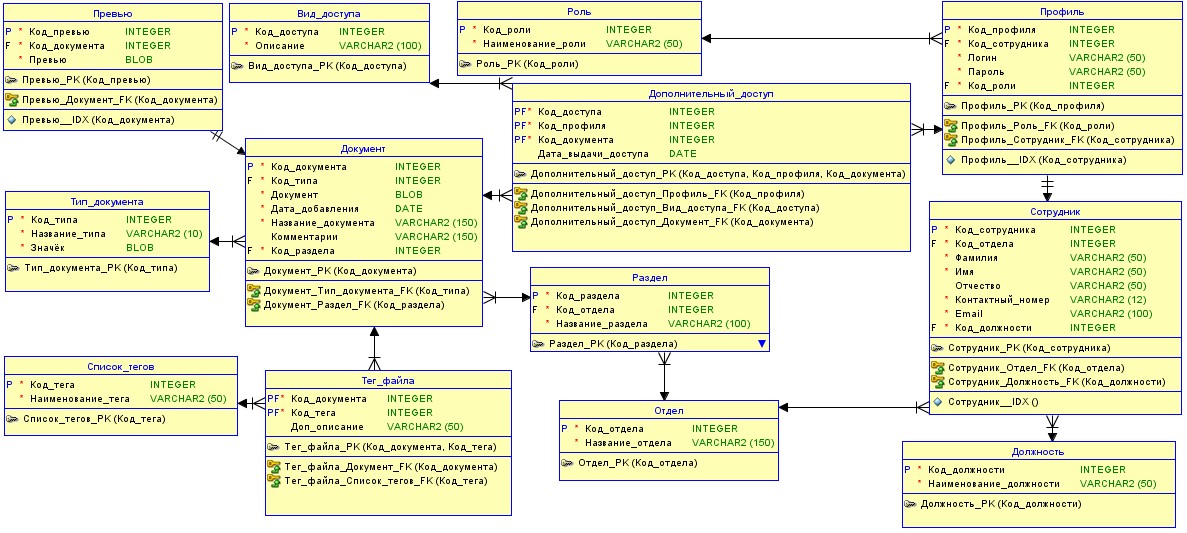 Превью
P * Код_превью INTEGER
F * Код_документа INTEGER
* Превью BLOB
Превью_PK (Код_превью)
Превью_Документ_FK (Код_документа)
Превью__IDX (Код_документа)
Вид_доступа
P * Код_доступа INTEGER
* Описание VARCHAR2 (100)
Вид_доступа_PK (Код_доступа)
Роль
P * Код_роли INTEGER
* Наименование_роли VARCHAR2 (50)
Роль_PK (Код_роли)
Профиль
P * Код_профиля INTEGER
F * Код_сотрудника INTEGER
* Логин VARCHAR2 (50)
* Пароль VARCHAR2 (50)
F * Код_роли INTEGER
Профиль_PK (Код_профиля)
Профиль_Роль_FK (Код_роли)
Профиль_Сотрудник_FK (Код_сотрудника)
Профиль__IDX (Код_сотрудника)
Дополнительный_доступ
PF* Код_доступа INTEGER
PF* Код_профиля INTEGER
PF* Код_документа INTEGER
Дата_выдачи_доступа DATE
Дополнительный_доступ_PK (Код_доступа, Код_профиля, Код_документа)
Дополнительный_доступ_Профиль_FK (Код_профиля)
Дополнительный_доступ_Вид_доступа_FK (Код_доступа)
Дополнительный_доступ_Документ_FK (Код_документа)
Документ
P * Код_документа INTEGER
F * Код_типа INTEGER
* Документ BLOB
* Дата_добавления DATE
* Название_документа VARCHAR2 (150)
Комментарии VARCHAR2 (150)
F * Код_раздела INTEGER
Документ_PK (Код_документа)
Документ_Тип_документа_FK (Код_типа)
Документ_Раздел_FK (Код_раздела)
Тип_документа
P * Код_типа INTEGER
* Название_типа VARCHAR2 (10)
* Значёк BLOB
Тип_документа_PK (Код_типа)
Сотрудник
P * Код_сотрудника INTEGER
F * Код_отдела INTEGER
* Фамилия VARCHAR2 (50)
* Имя VARCHAR2 (50)
Отчество VARCHAR2 (50)
* Контактный_номер VARCHAR2 (12)
* Email VARCHAR2 (100)
F * Код_должности INTEGER
Сотрудник_PK (Код_сотрудника)
Сотрудник_Отдел_FK (Код_отдела)
Сотрудник_Должность_FK (Код_должности)
Сотрудник__IDX ()
Раздел
P * Код_раздела INTEGER
F * Код_отдела INTEGER
* Название_раздела VARCHAR2 (100)
Раздел_PK (Код_раздела)
Список_тегов
P * Код_тега INTEGER
* Наименование_тега VARCHAR2 (50)
Список_тегов_PK (Код_тега)
Тег_файла
PF* Код_документа INTEGER
PF* Код_тега INTEGER
Доп_описание VARCHAR2 (50)
Тег_файла_PK (Код_документа, Код_тега)
Тег_файла_Документ_FK (Код_документа)
Тег_файла_Список_тегов_FK (Код_тега)
Отдел
P * Код_отдела INTEGER
* Название_отдела VARCHAR2 (150)
Отдел_PK (Код_отдела)
Должность
P * Код_должности INTEGER
* Наименование_должности VARCHAR2 (50)
Должность_PK (Код_должности)